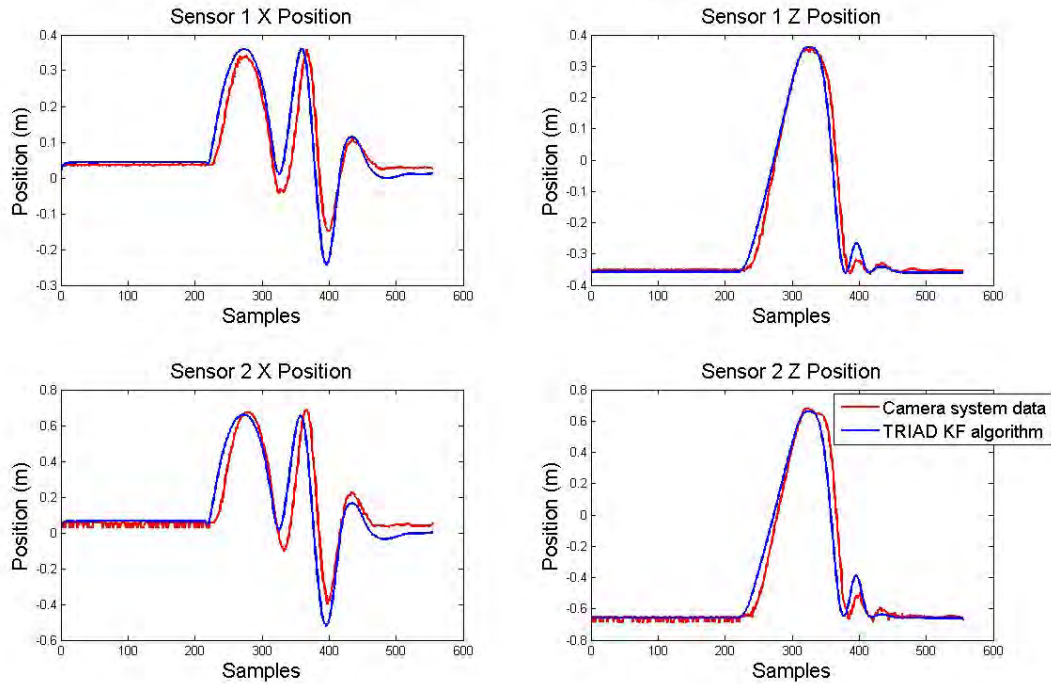 Sensor 1 X Position
Position (m)
0.4
0.3
0.2
0.1
0
-0.1
-0.2
-0.3
0 100 200 300 400 500 600
Samples
Sensor 1 Z Position
Position (m)
0.4
0.3
0.2
0.1
0
-0.1
-0.2
-0.3
-0.4
0 100 200 300 400 500 600
Samples
Sensor 2 X Position
Position (m)
0.8
0.6
0.4
0.2
0
-0.2
-0.4
-0.6
0 100 200 300 400 500 600
Samples
Sensor 2 Z Position
Position (m)
0.8
0.6
0.4
0.2
0
-0.2
-0.4
-0.6
-0.8
0 100 200 300 400 500 600
Samples
Camera system data
TRIAD KF algorithm